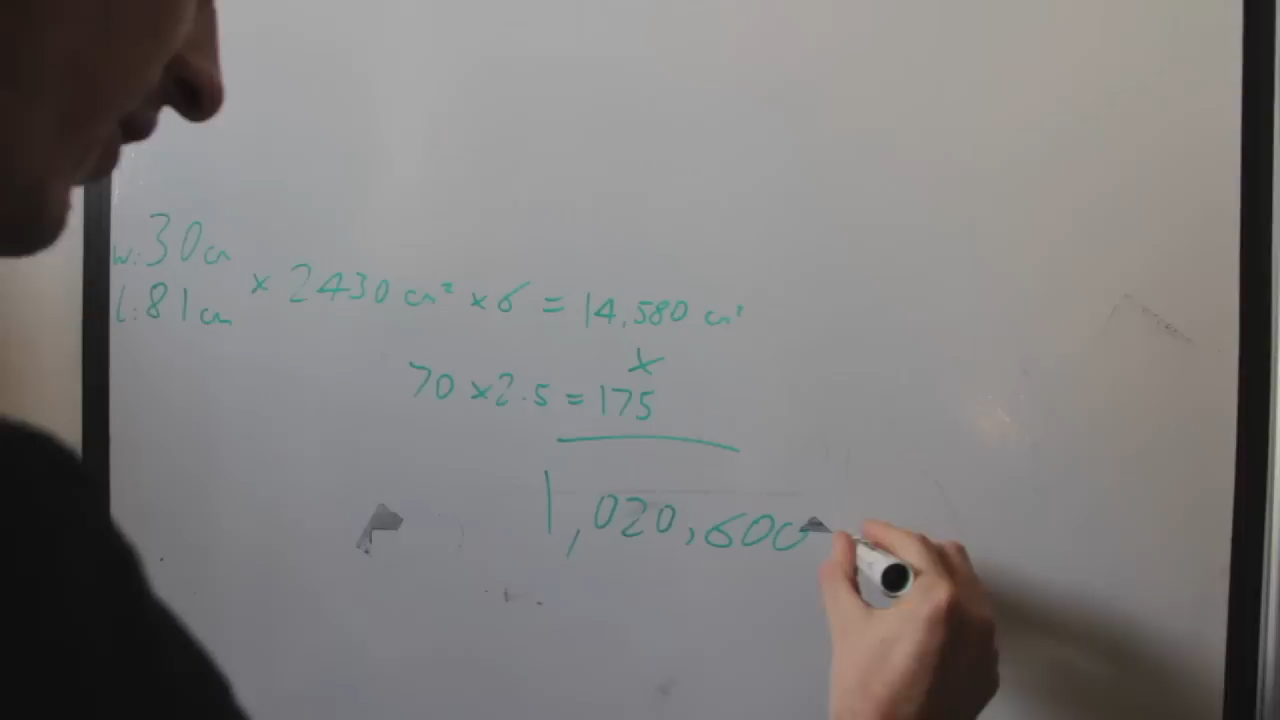 w: 30cm
l: 81cm
x 2430 cm² x 6 = 14,580 cm²
x
70 x 2.5 = 175
1,020,600